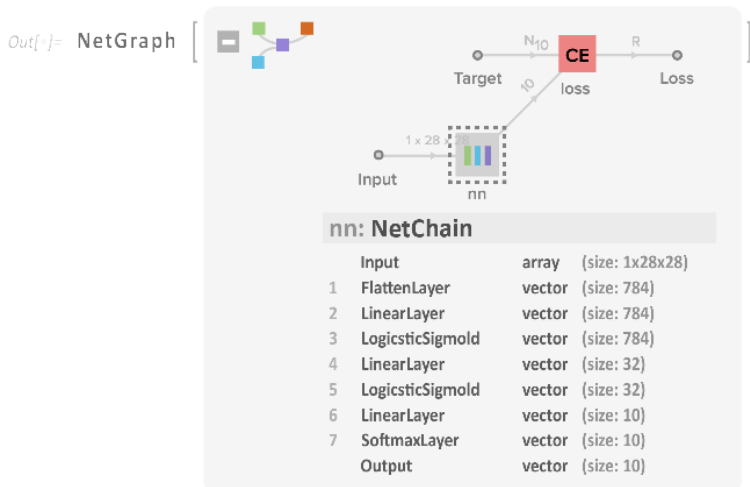 Out[•]= NetGraph [
N10
R
CE
Target
loss
Loss
10
1 x 28 x 28
Input
nn
nn: NetChain
Input array (size: 1x28x28)
1 FlattenLayer vector (size: 784)
2 LinearLayer vector (size: 784)
3 LogicsticSigmold vector (size: 784)
4 LinearLayer vector (size: 32)
5 LogicsticSigmold vector (size: 32)
6 LinearLayer vector (size: 10)
7 SoftmaxLayer vector (size: 10)
Output vector (size: 10)
]